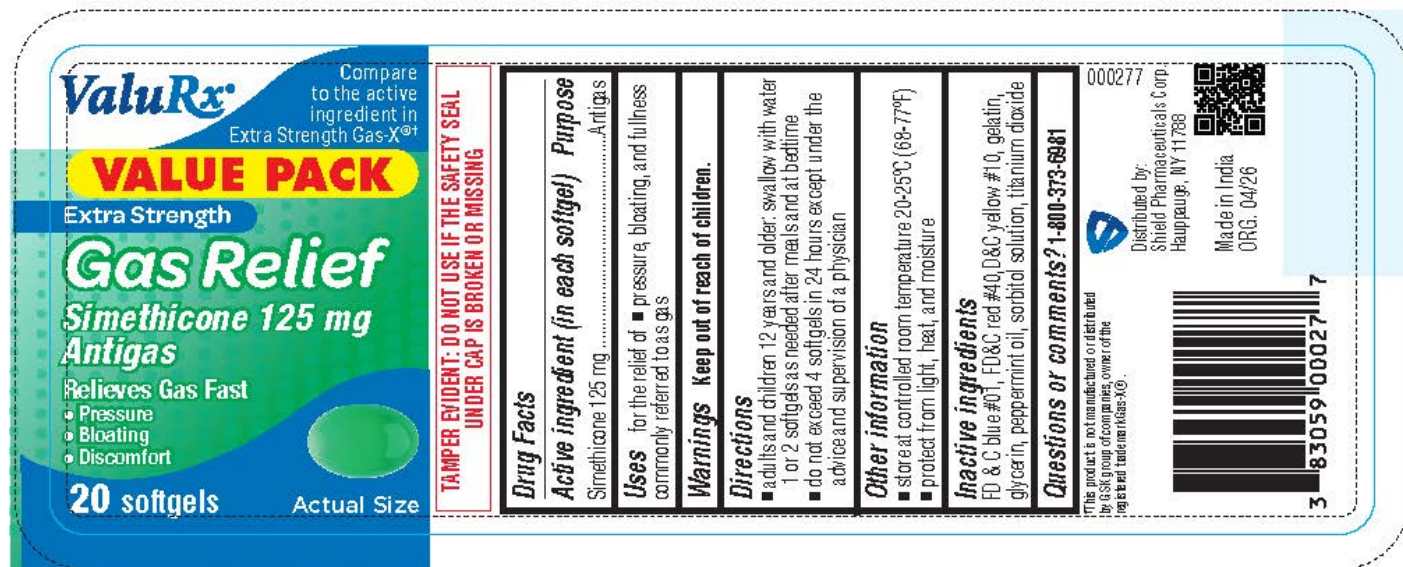 ValuRx
Compare
to the active
ingredient in
Extra Strength Gas-X®†
VALUE PACK
Extra Strength
Gas Relief
Simethicone 125 mg
Antigas
Relieves Gas Fast
• Pressure
• Bloating
• Discomfort
20 softgels
Actual Size
TAMPER EVIDENT: DO NOT USE IF THE SAFETY SEAL
UNDER CAP IS BROKEN OR MISSING
Drug Facts
Active ingredient (in each softgel) Purpose
Simethicone 125 mg ........................Antigas
Uses for the relief of ■ pressure, bloating, and fullness
commonly referred to as gas
Warnings Keep out of reach of children.
Directions
■ adults and children 12 years and older: swallow with water
1 or 2 softgels as needed after meals and at bedtime
■ do not exceed 4 softgels in 24 hours except under the
advice and supervision of a physician
Other information
■ store at controlled room temperature 20-25ºC (68-77ºF)
■ protect from light, heat, and moisture
Inactive ingredients
FD & C blue #01, FD&C red #40, D&C yellow #10, gelatin,
glycerin, peppermint oil, sorbitol solution, titanium dioxide
Questions or comments? 1-800-373-6981
†This product is not manufactured or distributed
by GSK group of companies, owner of the
registered trademark Gas-X®.
000277
Distributed by:
Shield Pharmaceuticals Corp.
Hauppauge, NY 11788
Made in India
ORG. 04/26
3 83059 00027 7